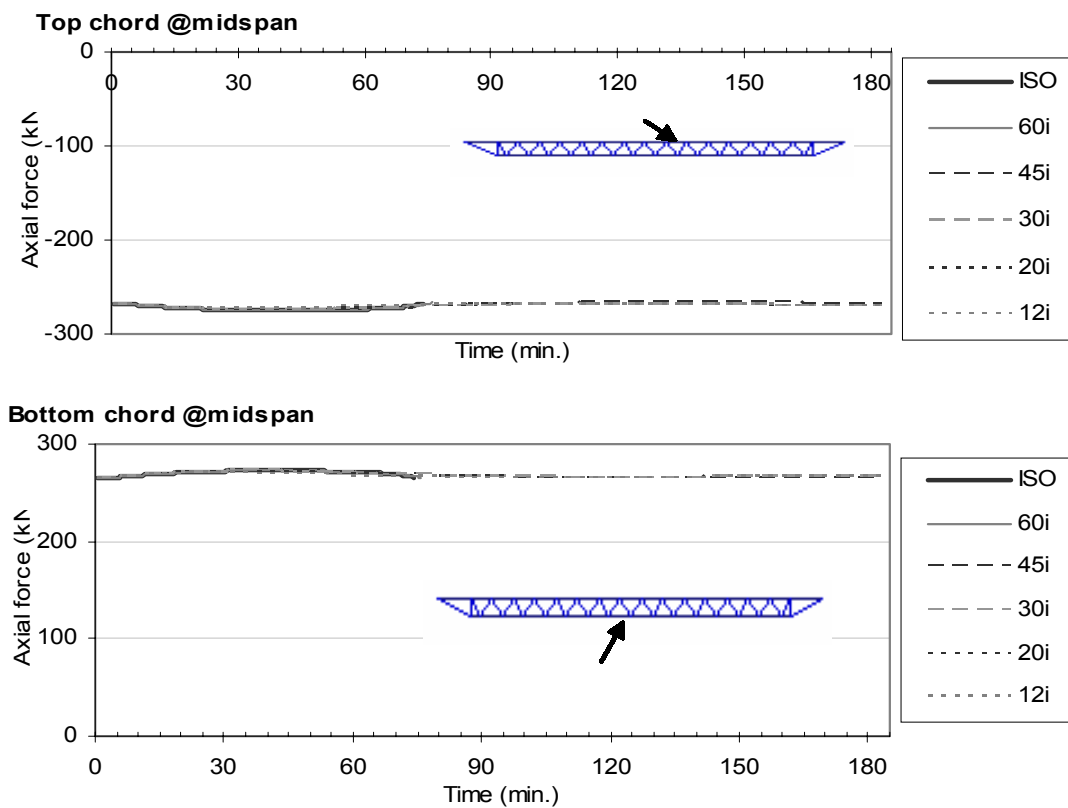 Top chord @midspan
0
0 30 60 90 120 150 180
-100
-200
-300
Axial force (kN
Time (min.)
ISO
60i
45i
30i
20i
12i
Bottom chord @midspan
300
200
100
0
Axial force (kN
0 30 60 90 120 150 180
Time (min.)
ISO
60i
45i
30i
20i
12i